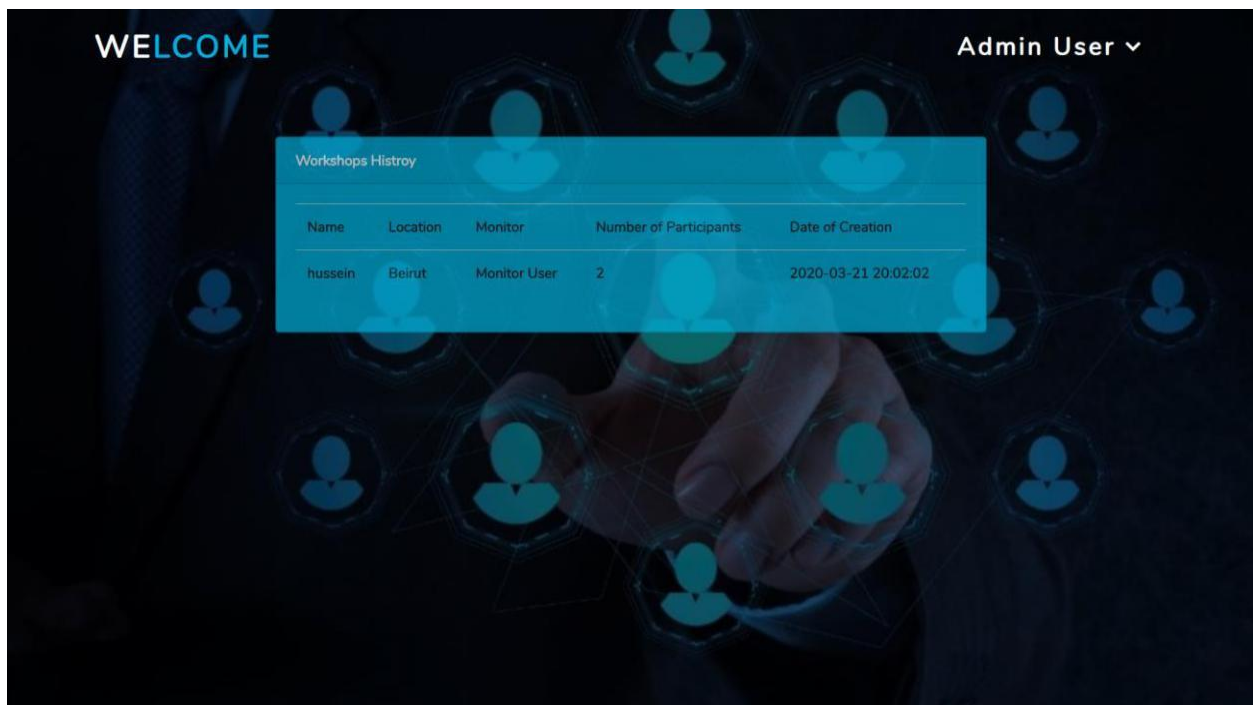 WELCOME
Admin User
Workshops Histroy
Name Location Monitor Number of Participants Date of Creation
hussein Beirut Monitor User 2 2020-03-21 20:02:02